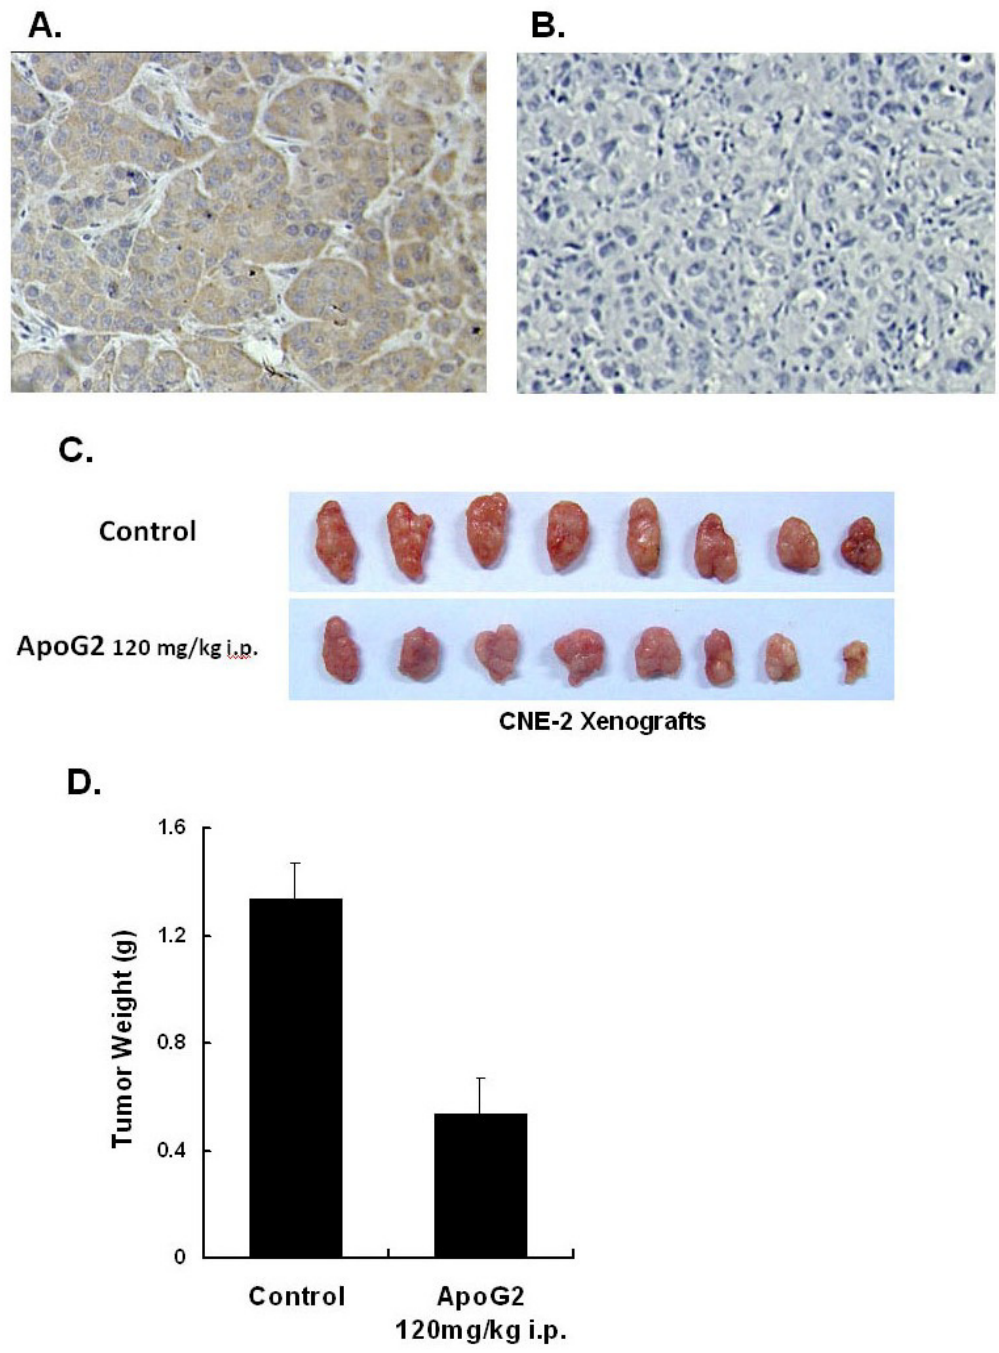 A.
B.
C.
Control
ApoG2 120 mg/kg i.p.
CNE-2 Xenografts
D.
1.6
1.2
0.8
0.4
0
Tumor Weight (g)
Control
ApoG2
120mg/kg i.p.